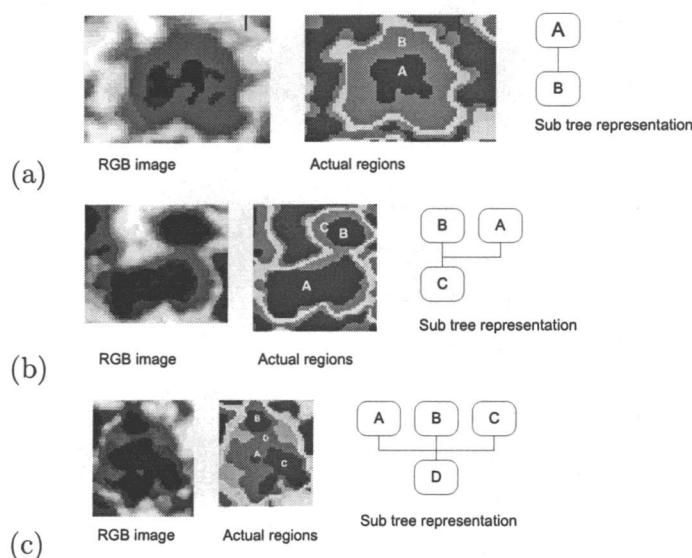 B
A
A
B
Sub tree representation
RGB image
Actual regions
(a)
C
B
A
B
A
C
Sub tree representation
RGB image
Actual regions
(b)
B
D
A
C
A
B
C
D
Sub tree representation
RGB image
Actual regions
(c)